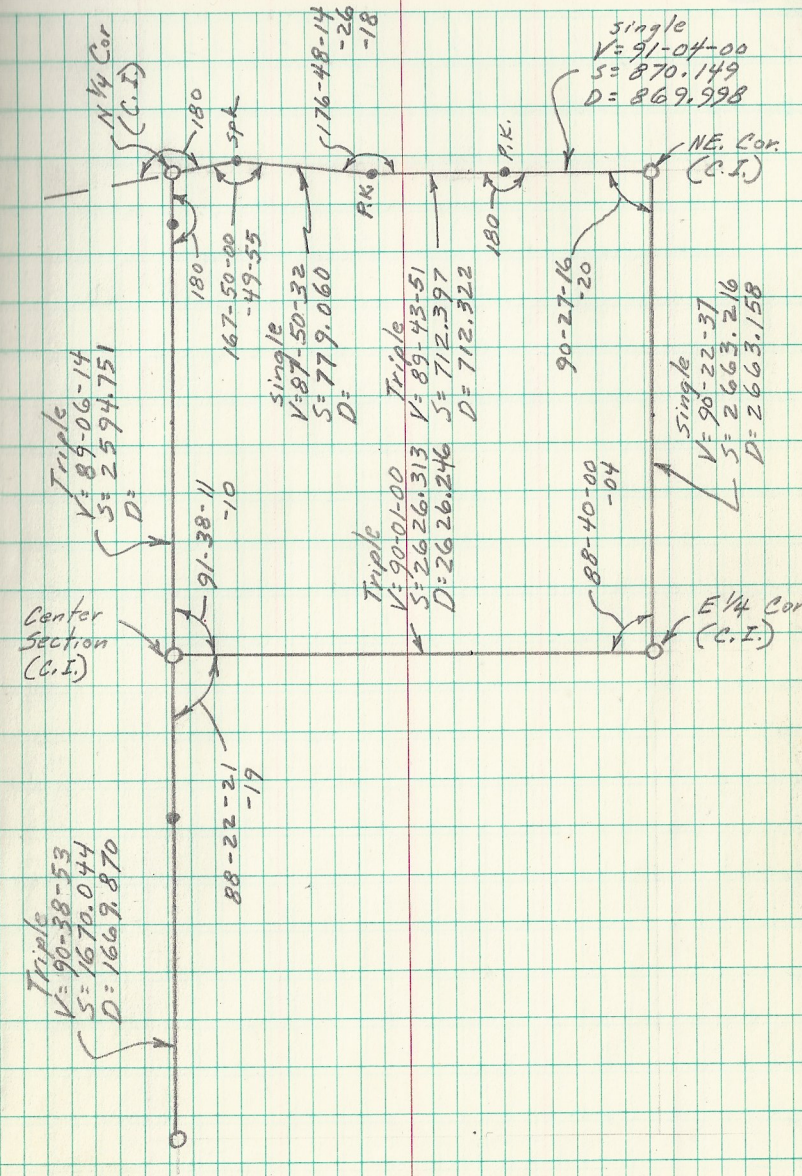 single
V=91-04-00
S=870.149
D=869.998
N 1/4 Cor
(C.I.)
180
spk
176-48-14
-26
-18
P.K.
P.K.
NE. Cor.
(C.I.)
180
167-50-00
-49-55
single
V=87-50-32
S=779.060
D=
Triple
V=89-43-51
S=712.397
D=712.322
180
90-27-16
-20
Triple
V=89-06-14
S=2594.751
D=
91-38-11
-10
Triple
V=90-01-00
S=2626.313
D=2626.246
88-40-00
-04
Single
V=90-22-37
S=2663.216
D=2663.158
Center
Section
(C.I.)
E 1/4 Cor
(C.I.)
88-22-21
-19
Triple
V=90-38-53
S=1670.044
D=1669.870